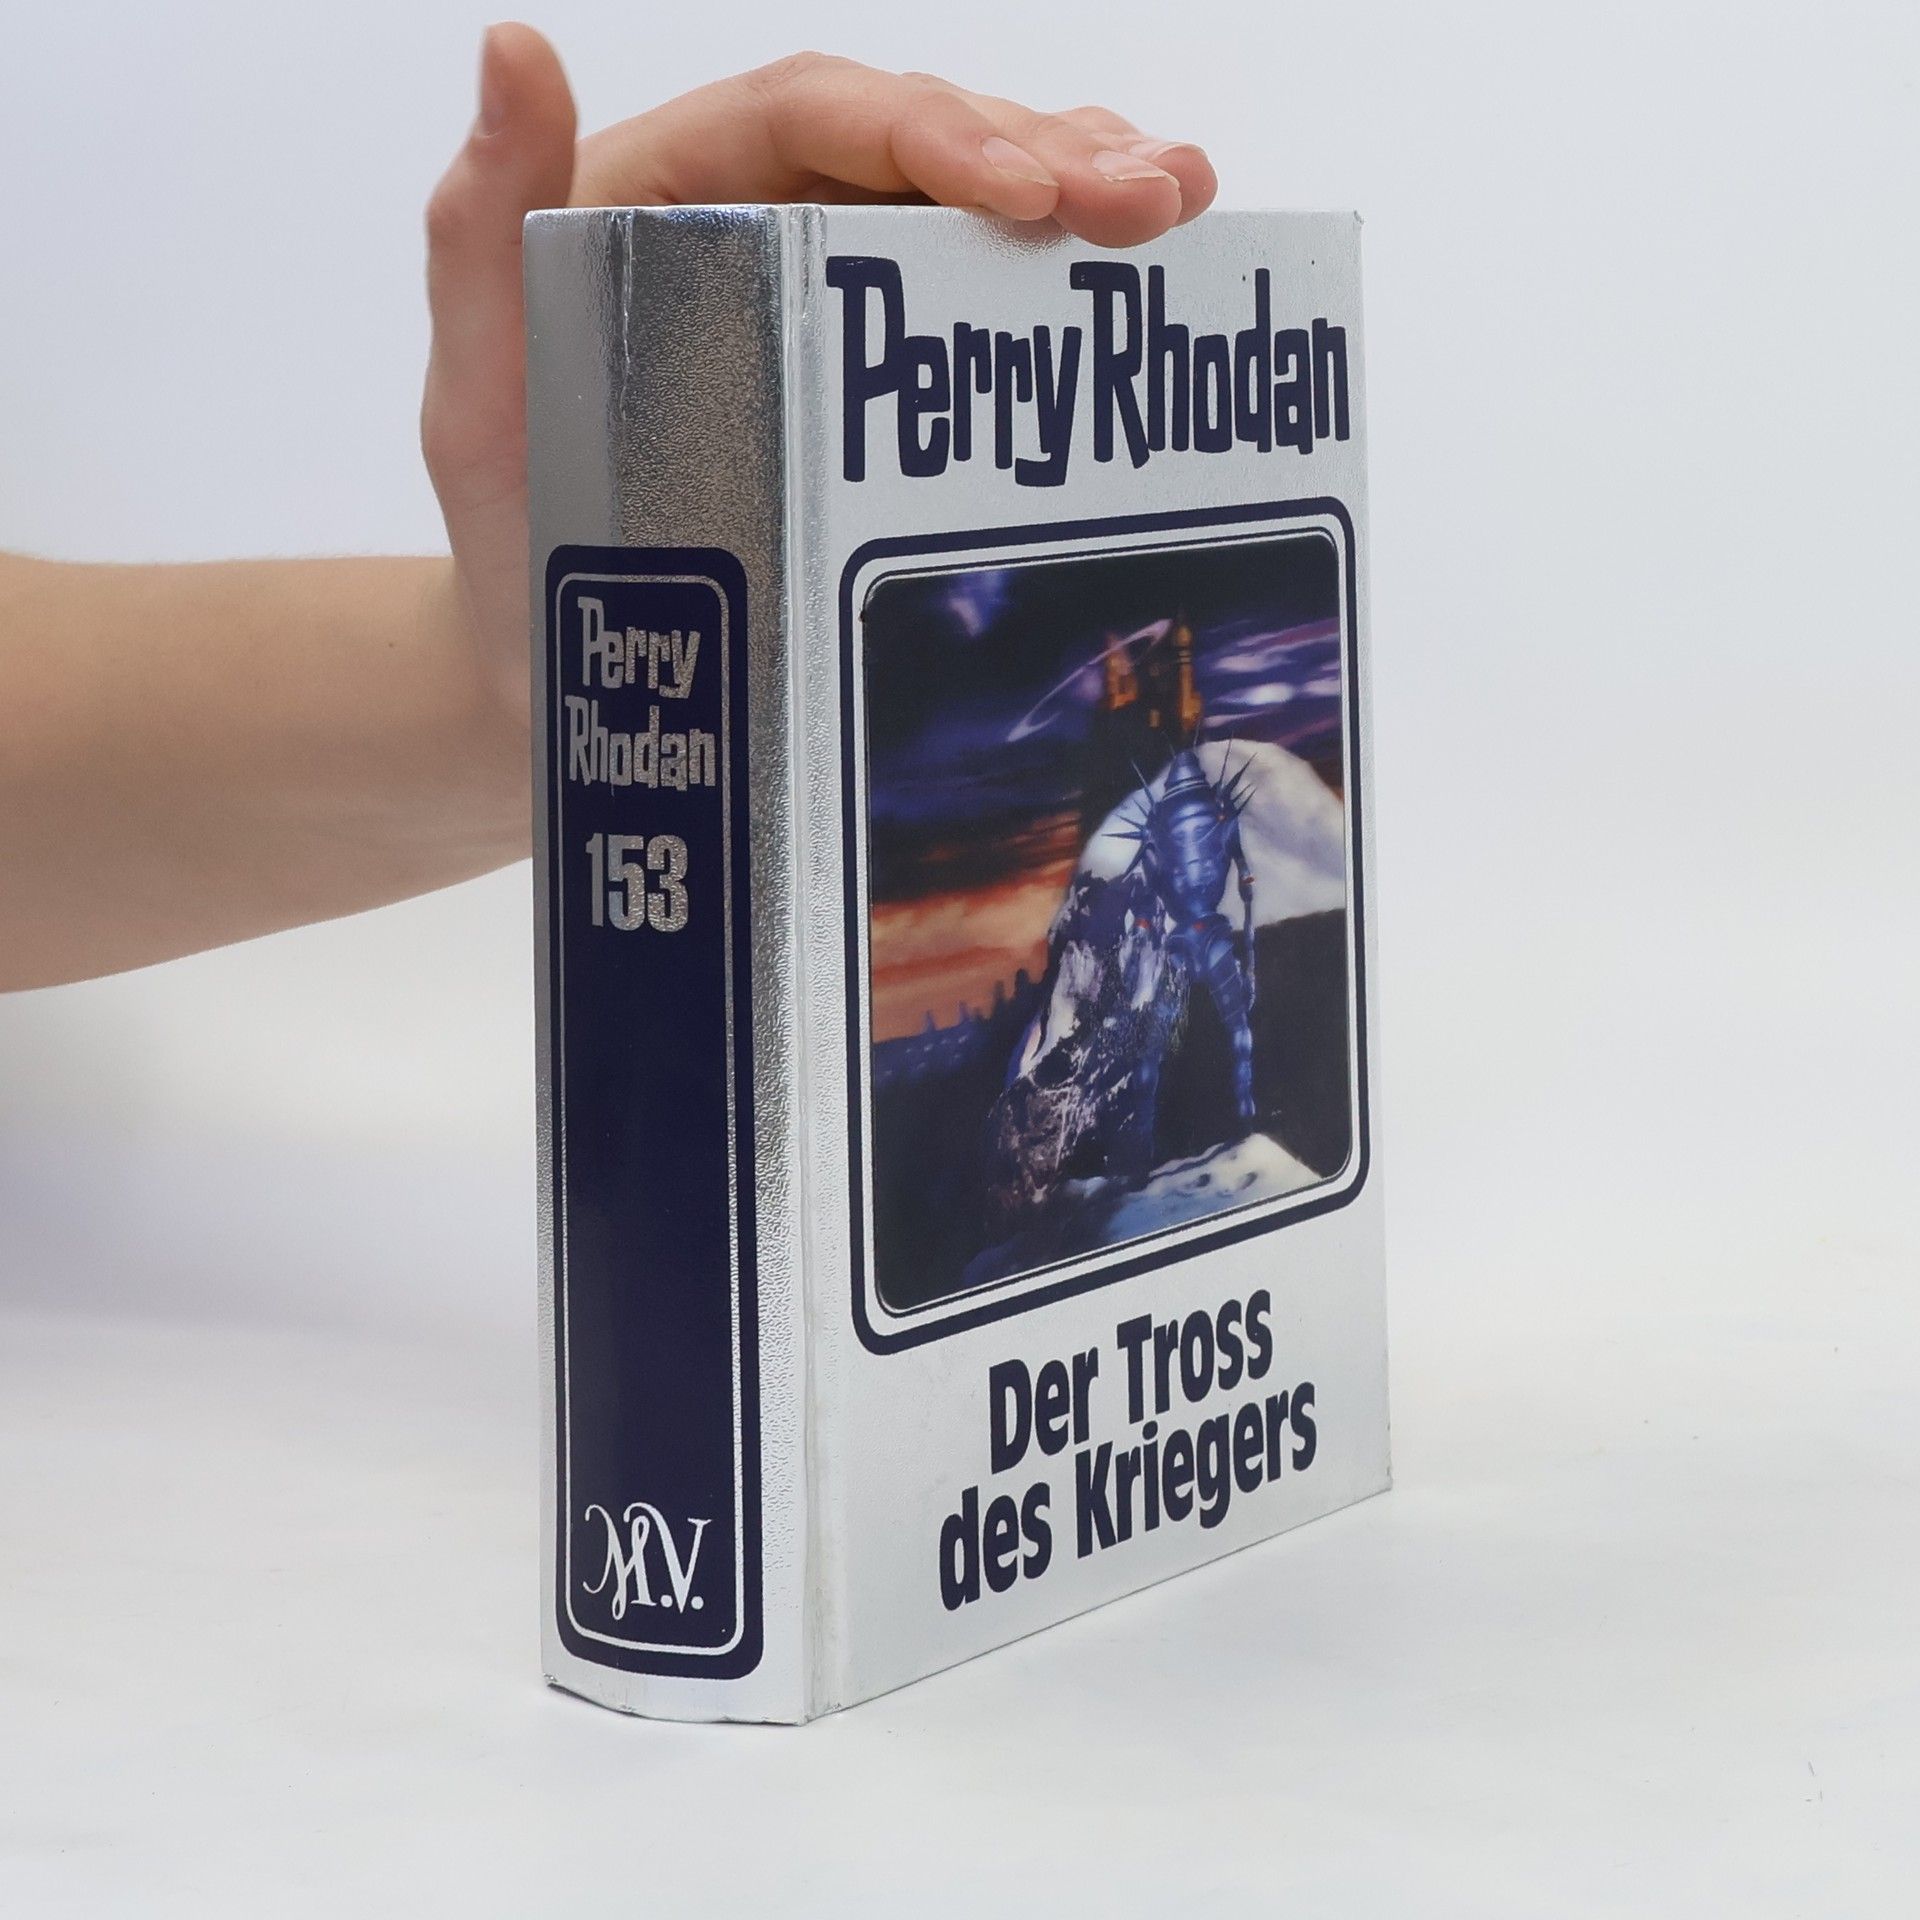 Perry Rhodan
Der Tross
des Kriegers
Perry
Rhodan
153
H.V.